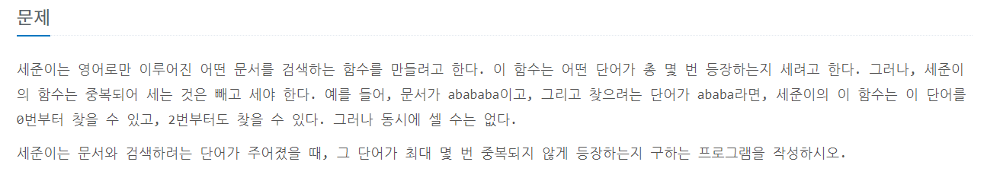 문제
세준이는 영어로만 이루어진 어떤 문서를 검색하는 함수를 만들려고 한다. 이 함수는 어떤 단어가 총 몇 번 등장하는지 세려고 한다. 그러나, 세준이
의 함수는 중복되어 세는 것은 빼고 세야 한다. 예를 들어, 문서가 abababa이고, 그리고 찾으려는 단어가 ababa라면, 세준이의 이 함수는 이 단어를
0번부터 찾을 수 있고, 2번부터도 찾을 수 있다. 그러나 동시에 셀 수는 없다.
세준이는 문서와 검색하려는 단어가 주어졌을 때, 그 단어가 최대 몇 번 중복되지 않게 등장하는지 구하는 프로그램을 작성하시오.